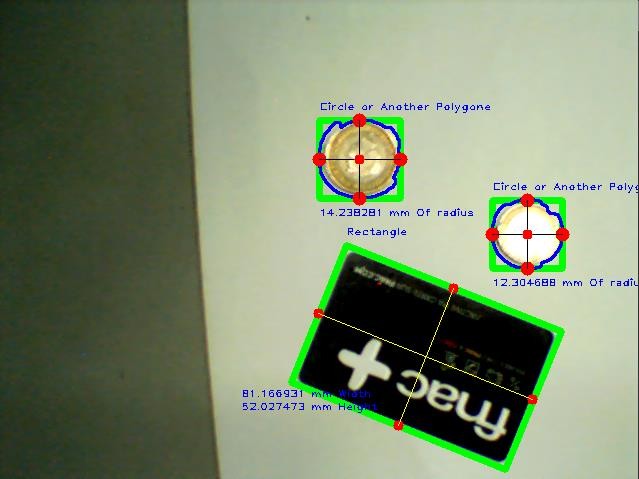 Circle or Another Polygone
14.238281 mm Of radius
Circle or Another Polyg
12.304688 mm Of radiu
Rectangle
81.166931 mm Width
52.027473 mm Height
fnac+